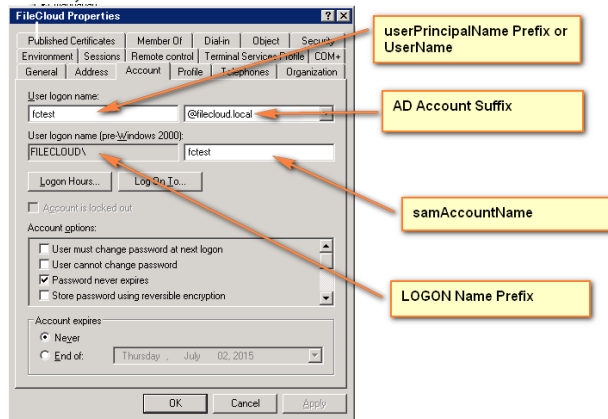 FileCloud Properties
Published Certificates Member Of Dial-in Object Security
Environment Sessions Remote control Terminal Services Profile COM+
General Address Account Profile Telephones Organization
User logon name:
fctest @filecloud.local
User logon name (pre-Windows 2000):
FILECLOUD\ fctest
Logon Hours... Log On To...
Account is locked out
Account options:
User must change password at next logon
User cannot change password
Password never expires
Store password using reversible encryption
Account expires
Never
End of: Thursday , July 02, 2015
OK Cancel Apply
userPrincipalName Prefix or
UserName
AD Account Suffix
samAccountName
LOGON Name Prefix